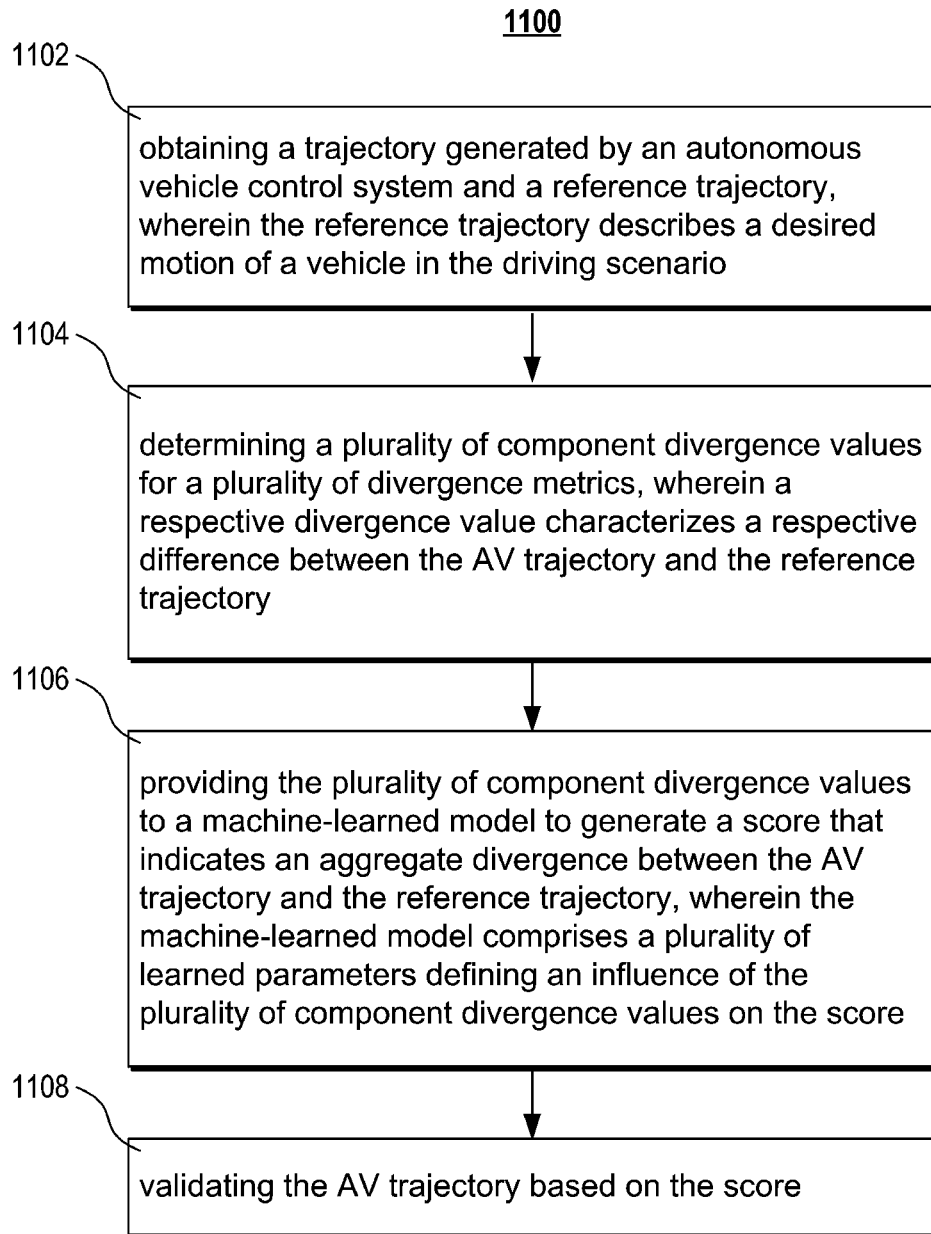 1100
1102
obtaining a trajectory generated by an autonomous
vehicle control system and a reference trajectory,
wherein the reference trajectory describes a desired
motion of a vehicle in the driving scenario
1104
determining a plurality of component divergence values
for a plurality of divergence metrics, wherein a
respective divergence value characterizes a respective
difference between the AV trajectory and the reference
trajectory
1106
providing the plurality of component divergence values
to a machine-learned model to generate a score that
indicates an aggregate divergence between the AV
trajectory and the reference trajectory, wherein the
machine-learned model comprises a plurality of
learned parameters defining an influence of the
plurality of component divergence values on the score
1108
validating the AV trajectory based on the score